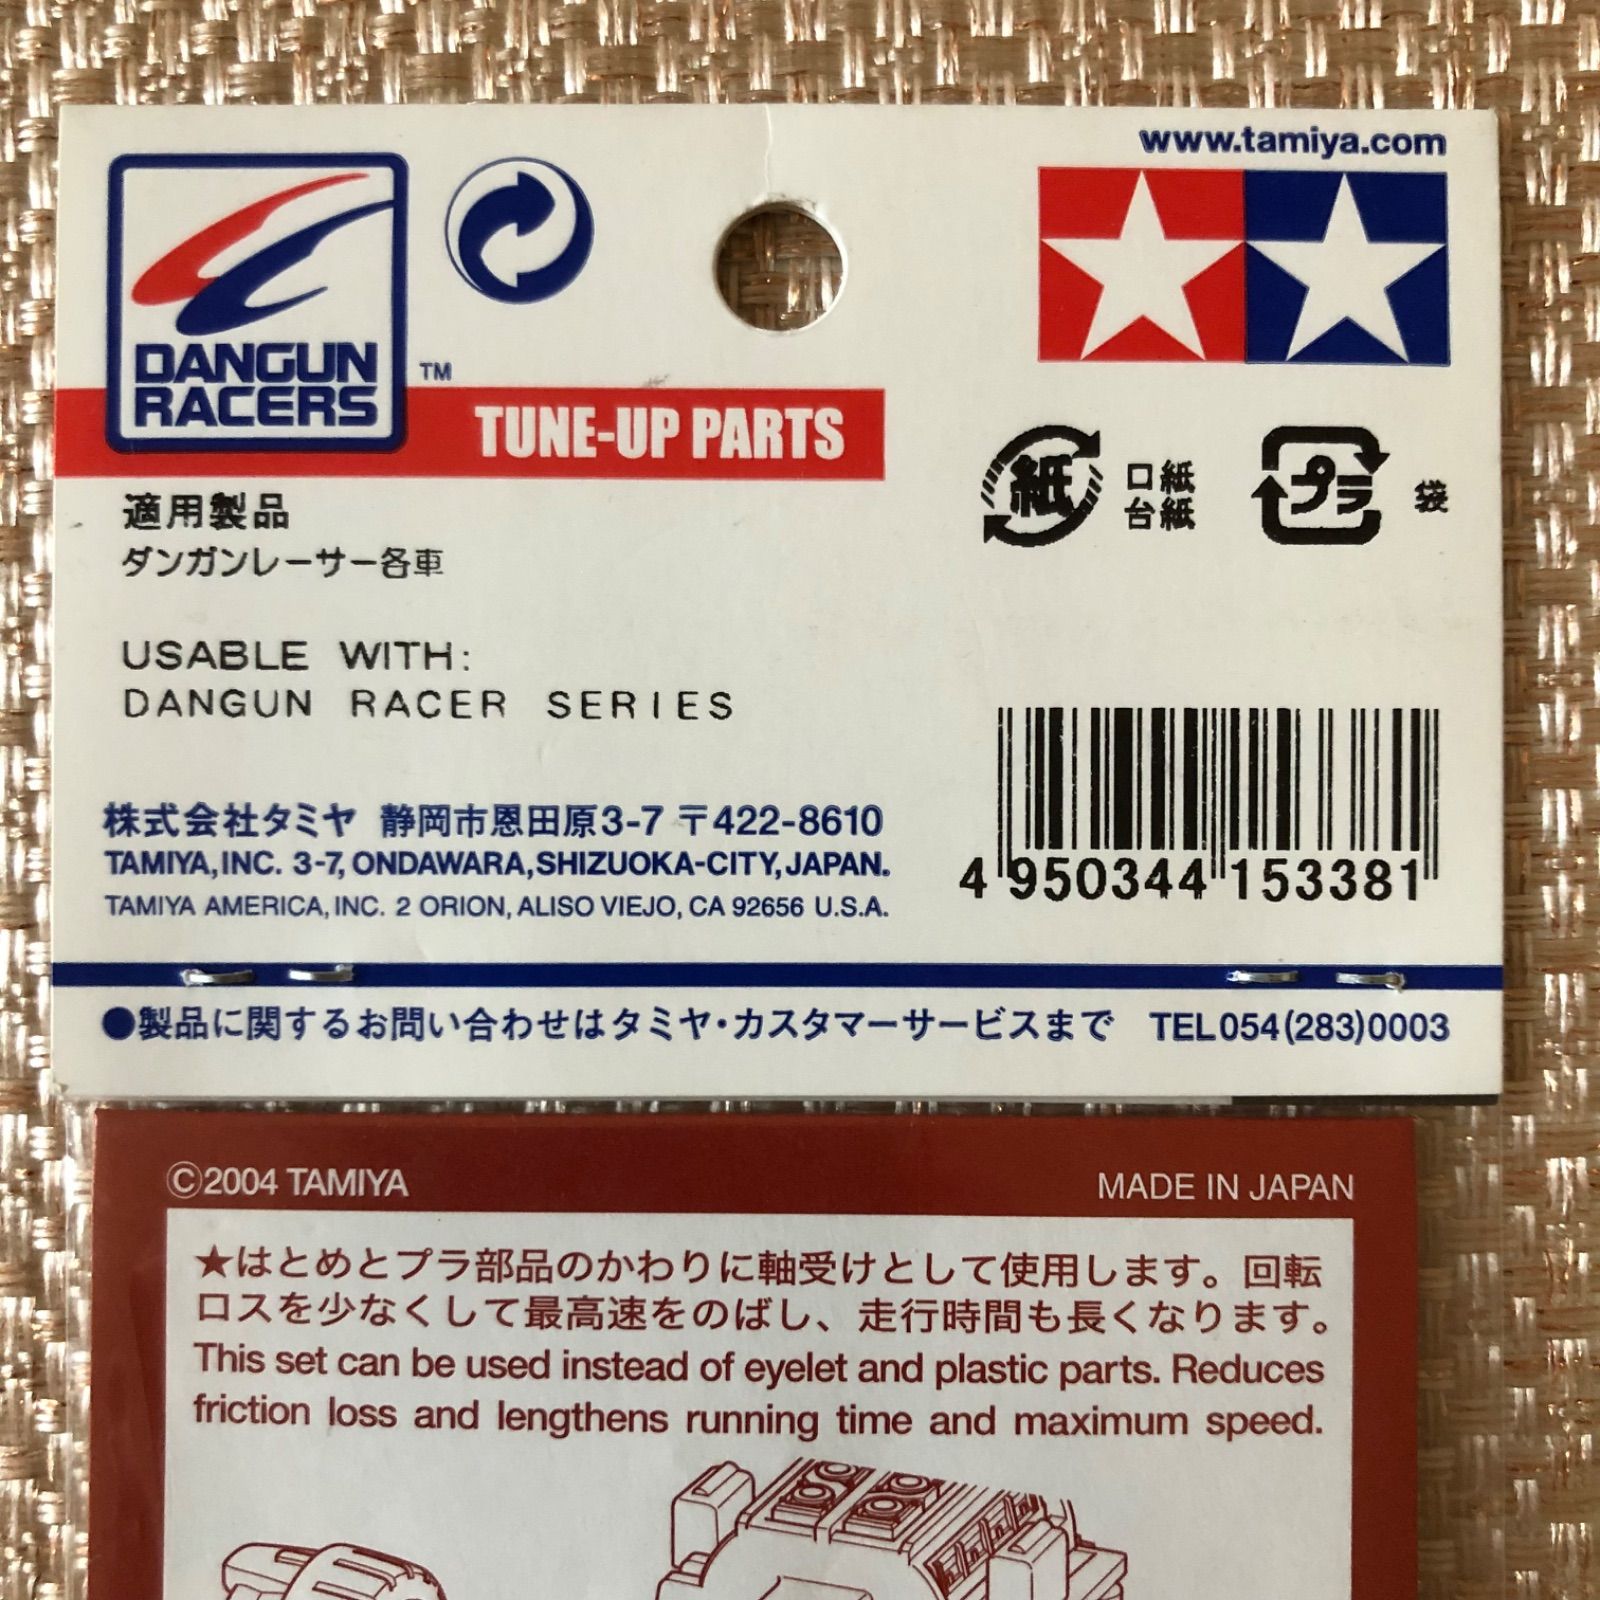 www.tamiya.com
DANGUN
RACERS
TM
TUNE-UP PARTS
適用製品
ダンガンレーサー各車
紙
口紙
台紙
プラ
袋
USABLE WITH:
DANGUN RACER SERIES
株式会社タミヤ 静岡市恩田原3-7 〒422-8610
TAMIYA, INC. 3-7, ONDAWARA, SHIZUOKA-CITY, JAPAN.
TAMIYA AMERICA, INC. 2 ORION, ALISO VIEJO, CA 92656 U.S.A.
4 950344 153381
●製品に関するお問い合わせはタミヤ・カスタマーサービスまで TEL054(283)0003
©2004 TAMIYA
MADE IN JAPAN
★はとめとプラ部品のかわりに軸受けとして使用します。回転
ロスを少なくして最高速をのばし、走行時間も長くなります。
This set can be used instead of eyelet and plastic parts. Reduces
friction loss and lengthens running time and maximum speed.